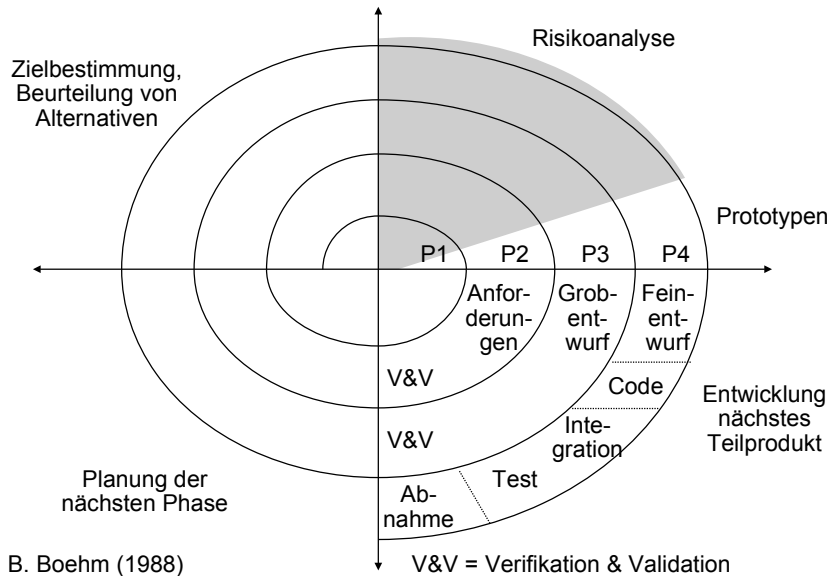 Risikoanalyse
Zielbestimmung,
Beurteilung von
Alternativen
Prototypen
P1 P2 P3 P4
Anfor-
derun-
gen
Grob-
ent-
wurf
Fein-
ent-
wurf
V&V
Code
Entwicklung
nächstes
Teilprodukt
V&V
Inte-
gration
Planung der
nächsten Phase
Test
Ab-
nahme
B. Boehm (1988)
V&V = Verifikation & Validation